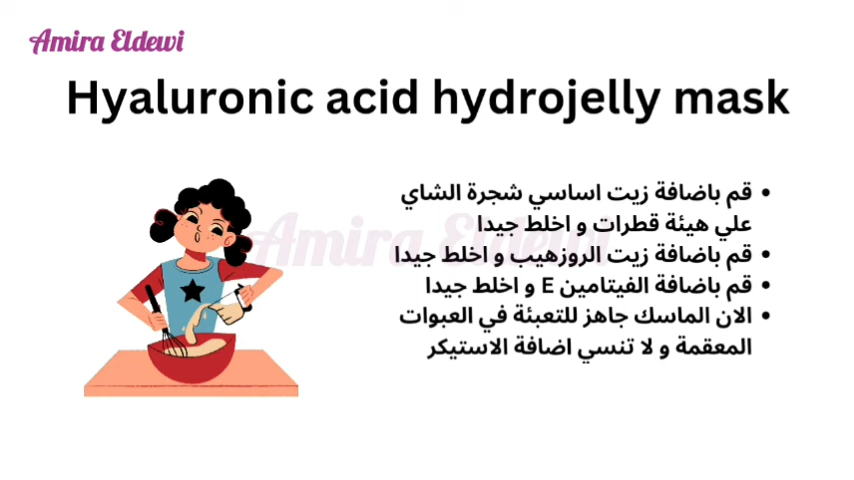 Amira Eldewi
Hyaluronic acid hydrojelly mask
Amira Eldewi
• قم باضافة زيت اساسي شجرة الشاي
علي هيئة قطرات و اخلط جيدا
• قم باضافة زيت الروزهيب و اخلط جيدا
• قم باضافة الفيتامين E و اخلط جيدا
• الان الماسك جاهز للتعبئة في العبوات
المعقمة و لا تنسي اضافة الاستيكر